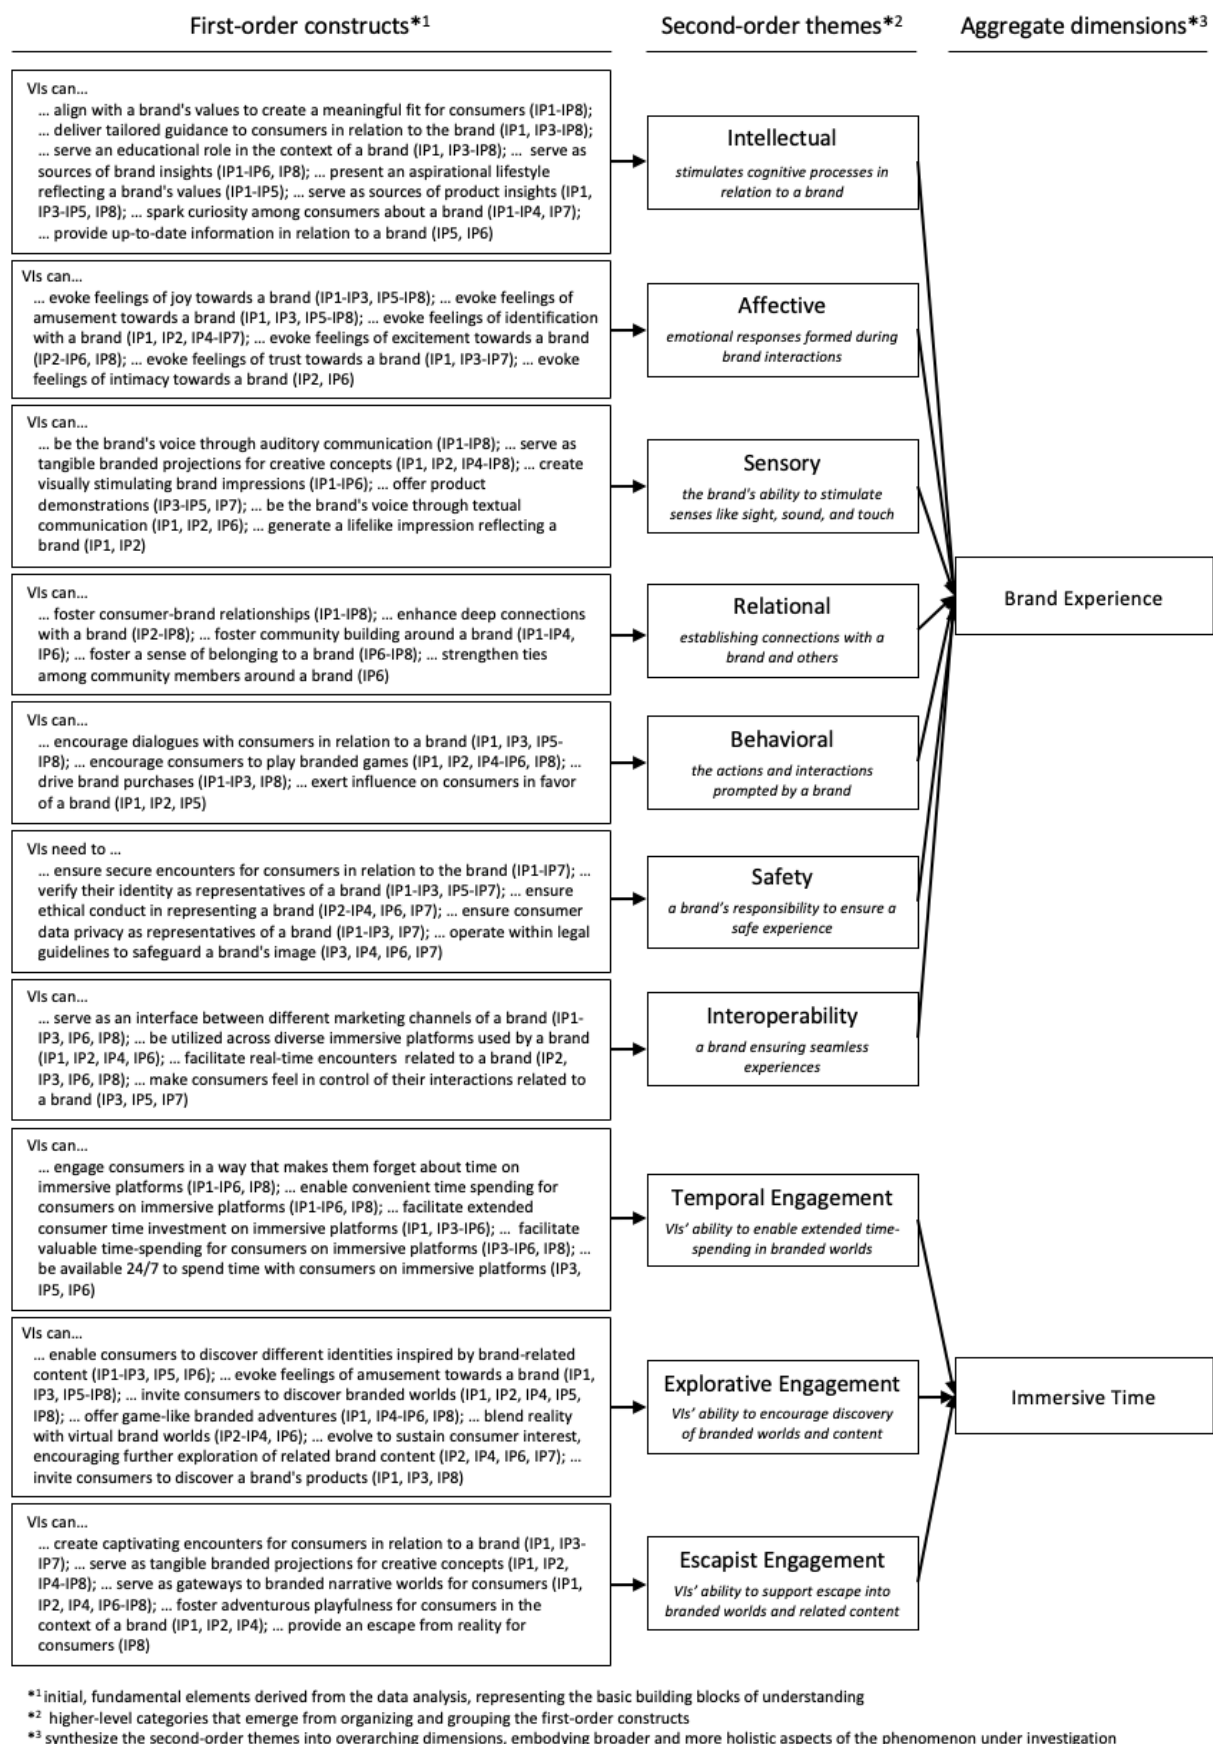 First-order constructs*1
Second-order themes*2
Aggregate dimensions*3
VIs can...
... align with a brand's values to create a meaningful fit for consumers (IP1-IP8);
... deliver tailored guidance to consumers in relation to the brand (IP1, IP3-IP8);
... serve an educational role in the context of a brand (IP1, IP3-IP8); ... serve as
sources of brand insights (IP1-IP6, IP8); ... present an aspirational lifestyle
reflecting a brand's values (IP1-IP5); ... serve as sources of product insights (IP1,
IP3-IP5, IP8); ... spark curiosity among consumers about a brand (IP1-IP4, IP7);
... provide up-to-date information in relation to a brand (IP5, IP6)
Intellectual
stimulates cognitive processes in
relation to a brand
VIs can...
... evoke feelings of joy towards a brand (IP1-IP3, IP5-IP8); ... evoke feelings of
amusement towards a brand (IP1, IP3, IP5-IP8); ... evoke feelings of identification
with a brand (IP1, IP2, IP4-IP7); ... evoke feelings of excitement towards a brand
(IP2-IP6, IP8); ... evoke feelings of trust towards a brand (IP1, IP3-IP7); ... evoke
feelings of intimacy towards a brand (IP2, IP6)
Affective
emotional responses formed during
brand interactions
VIs can...
... be the brand's voice through auditory communication (IP1-IP8); ... serve as
tangible branded projections for creative concepts (IP1, IP2, IP4-IP8); ... create
visually stimulating brand impressions (IP1-IP6); ... offer product
demonstrations (IP3-IP5, IP7); ... be the brand's voice through textual
communication (IP1, IP2, IP6); ... generate a lifelike impression reflecting a
brand (IP1, IP2)
Sensory
the brand's ability to stimulate
senses like sight, sound, and touch
VIs can...
... foster consumer-brand relationships (IP1-IP8); ... enhance deep connections
with a brand (IP2-IP8); ... foster community building around a brand (IP1-IP4,
IP6); ... foster a sense of belonging to a brand (IP6-IP8); ... strengthen ties
among community members around a brand (IP6)
Relational
establishing connections with a
brand and others
Brand Experience
VIs can...
... encourage dialogues with consumers in relation to a brand (IP1, IP3, IP5-
IP8); ... encourage consumers to play branded games (IP1, IP2, IP4-IP6, IP8); ...
drive brand purchases (IP1-IP3, IP8); ... exert influence on consumers in favor
of a brand (IP1, IP2, IP5)
Behavioral
the actions and interactions
prompted by a brand
VIs need to ...
... ensure secure encounters for consumers in relation to the brand (IP1-IP7); ...
verify their identity as representatives of a brand (IP1-IP3, IP5-IP7); ... ensure
ethical conduct in representing a brand (IP2-IP4, IP6, IP7); ... ensure consumer
data privacy as representatives of a brand (IP1-IP3, IP7); ... operate within legal
guidelines to safeguard a brand's image (IP3, IP4, IP6, IP7)
Safety
a brand's responsibility to ensure a
safe experience
VIs can...
... serve as an interface between different marketing channels of a brand (IP1-
IP3, IP6, IP8); ... be utilized across diverse immersive platforms used by a brand
(IP1, IP2, IP4, IP6); ... facilitate real-time encounters related to a brand (IP2,
IP3, IP6, IP8); ... make consumers feel in control of their interactions related to
a brand (IP3, IP5, IP7)
Interoperability
a brand ensuring seamless
experiences
VIs can...
... engage consumers in a way that makes them forget about time on
immersive platforms (IP1-IP6, IP8); ... enable convenient time spending for
consumers on immersive platforms (IP1-IP6, IP8); ... facilitate extended
consumer time investment on immersive platforms (IP1, IP3-IP6); ... facilitate
valuable time-spending for consumers on immersive platforms (IP3-IP6, IP8); ...
be available 24/7 to spend time with consumers on immersive platforms (IP3,
IP5, IP6)
Temporal Engagement
VIs' ability to enable extended time-
spending in branded worlds
VIs can...
... enable consumers to discover different identities inspired by brand-related
content (IP1-IP3, IP5, IP6); ... evoke feelings of amusement towards a brand (IP1,
IP3, IP5-IP8); ... invite consumers to discover branded worlds (IP1, IP2, IP4, IP5,
IP8); ... offer game-like branded adventures (IP1, IP4-IP6, IP8); ... blend reality
with virtual brand worlds (IP2-IP4, IP6); ... evolve to sustain consumer interest,
encouraging further exploration of related brand content (IP2, IP4, IP6, IP7); ...
invite consumers to discover a brand's products (IP1, IP3, IP8)
Explorative Engagement
VIs' ability to encourage discovery
of branded worlds and content
Immersive Time
VIs can...
... create captivating encounters for consumers in relation to a brand (IP1, IP3-
IP7); ... serve as tangible branded projections for creative concepts (IP1, IP2,
IP4-IP8); ... serve as gateways to branded narrative worlds for consumers (IP1,
IP2, IP4, IP6-IP8); ... foster adventurous playfulness for consumers in the
context of a brand (IP1, IP2, IP4); ... provide an escape from reality for
consumers (IP8)
Escapist Engagement
VIs' ability to support escape into
branded worlds and related content
*1 initial, fundamental elements derived from the data analysis, representing the basic building blocks of understanding
*2 higher-level categories that emerge from organizing and grouping the first-order constructs
*3 synthesize the second-order themes into overarching dimensions, embodying broader and more holistic aspects of the phenomenon under investigation